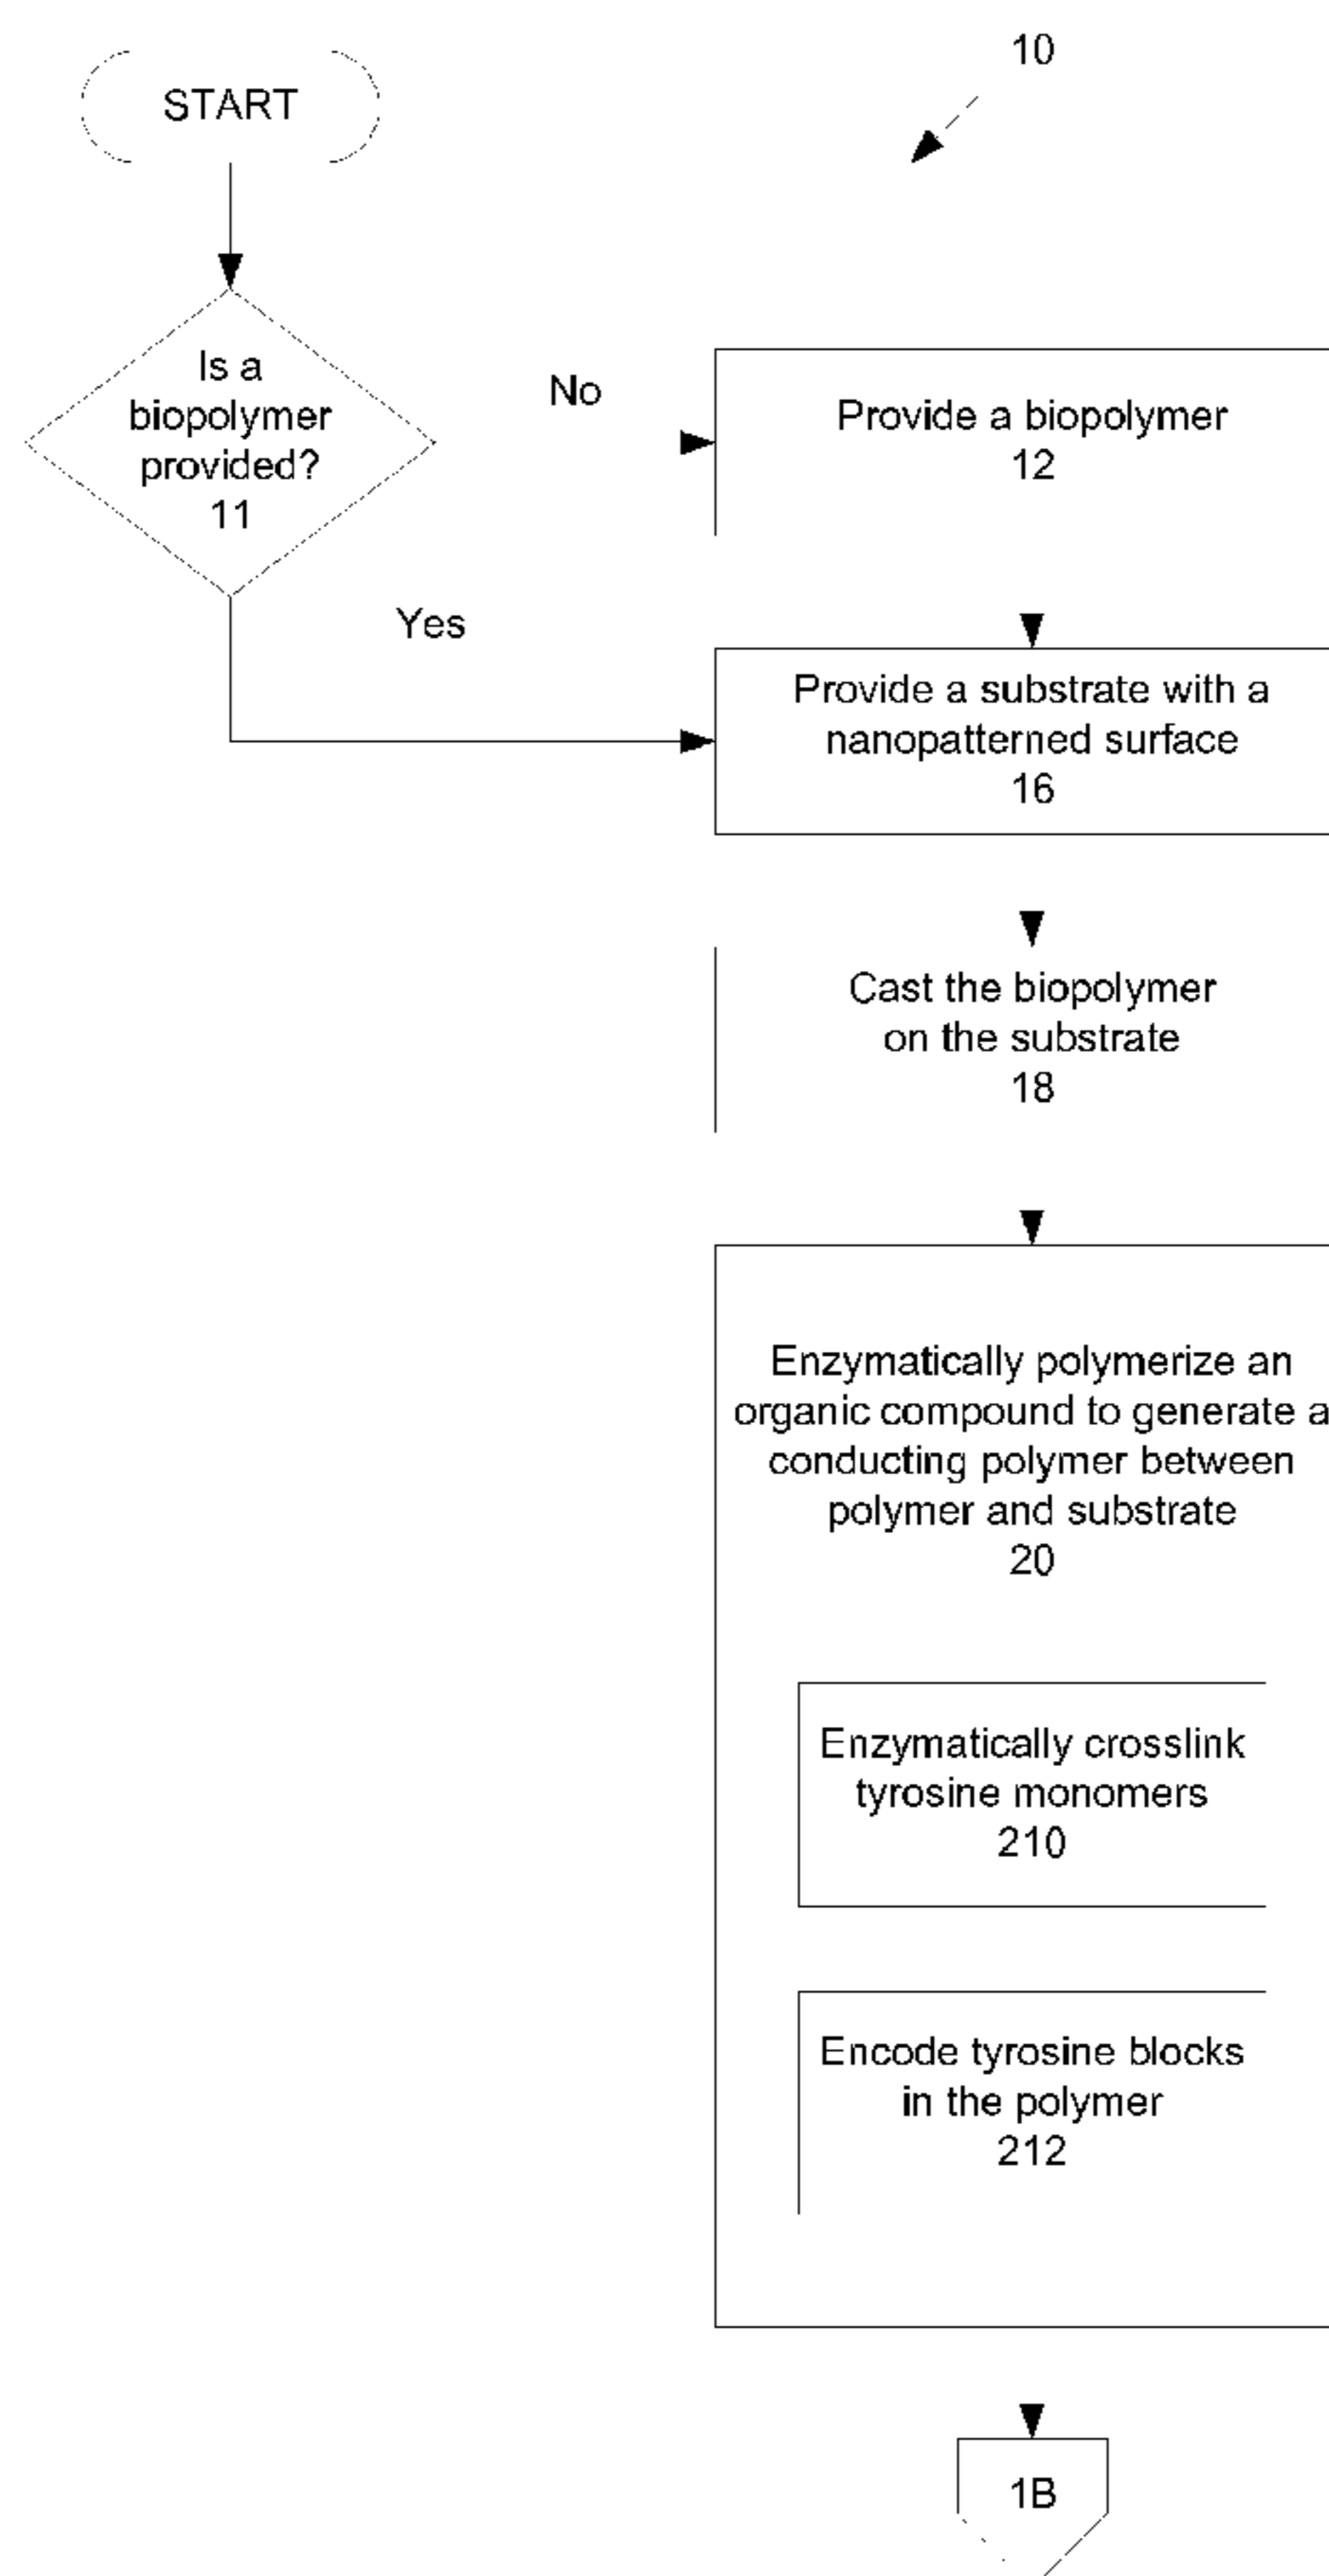 10
START
Is a
biopolymer
provided?
11
No
Provide a biopolymer
12
Yes
Provide a substrate with a
nanopatterned surface
16
Cast the biopolymer
on the substrate
18
Enzymatically polymerize an
organic compound to generate a
conducting polymer between
polymer and substrate
20
Enzymatically crosslink
tyrosine monomers
210
Encode tyrosine blocks
in the polymer
212
1B